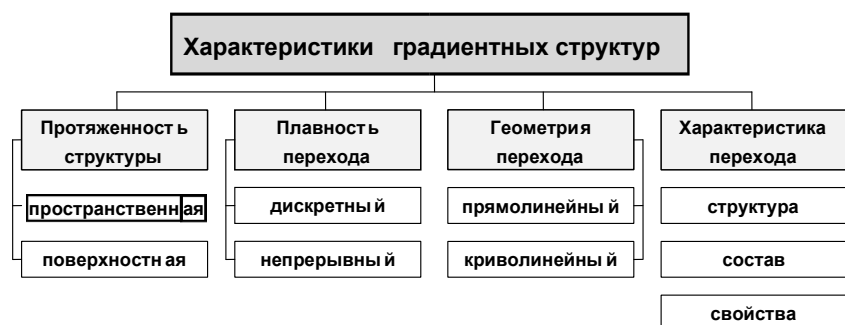 Характеристики градиентных структур
Протяженность
структуры
Плавность
перехода
Геометрия
перехода
Характеристика
перехода
пространственная
дискретный
прямолинейный
структура
поверхностная
непрерывный
криволинейный
состав
свойства